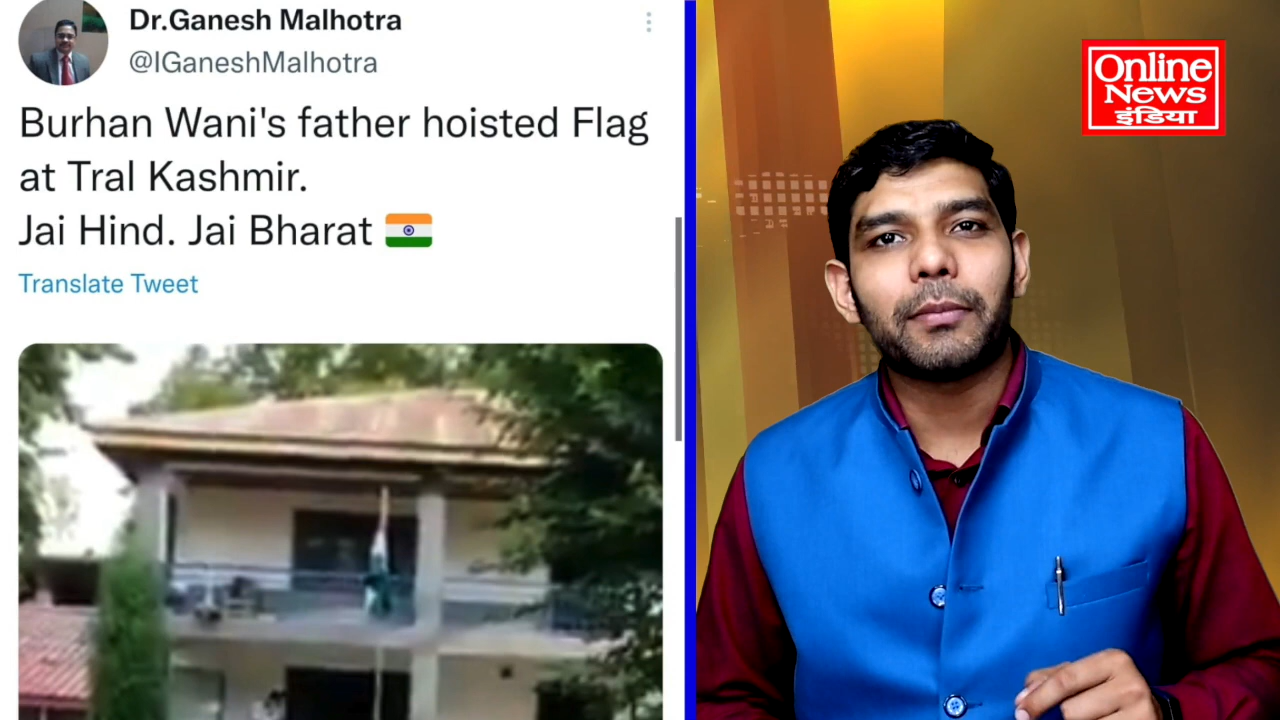 Dr.Ganesh Malhotra
@IGaneshMalhotra
Burhan Wani's father hoisted Flag
at Tral Kashmir.
Jai Hind. Jai Bharat 🇮🇳
Translate Tweet
Online
News
इंडिया